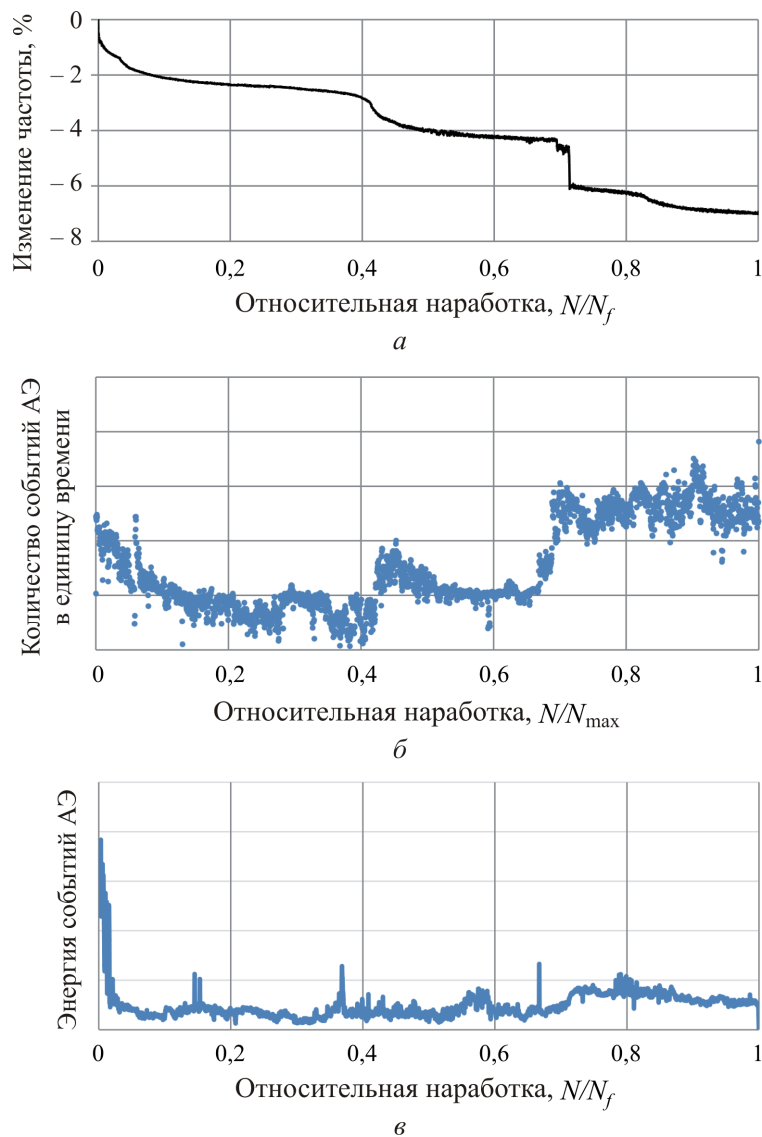 Изменение частоты, %
0
– 2
– 4
– 6
– 8
0 0,2 0,4 0,6 0,8 1
Относительная наработка, N/Nf
а
Количество событий АЭ
в единицу времени
0 0,2 0,4 0,6 0,8 1
Относительная наработка, N/Nmax
б
Энергия событий АЭ
0 0,2 0,4 0,6 0,8 1
Относительная наработка, N/Nf
в